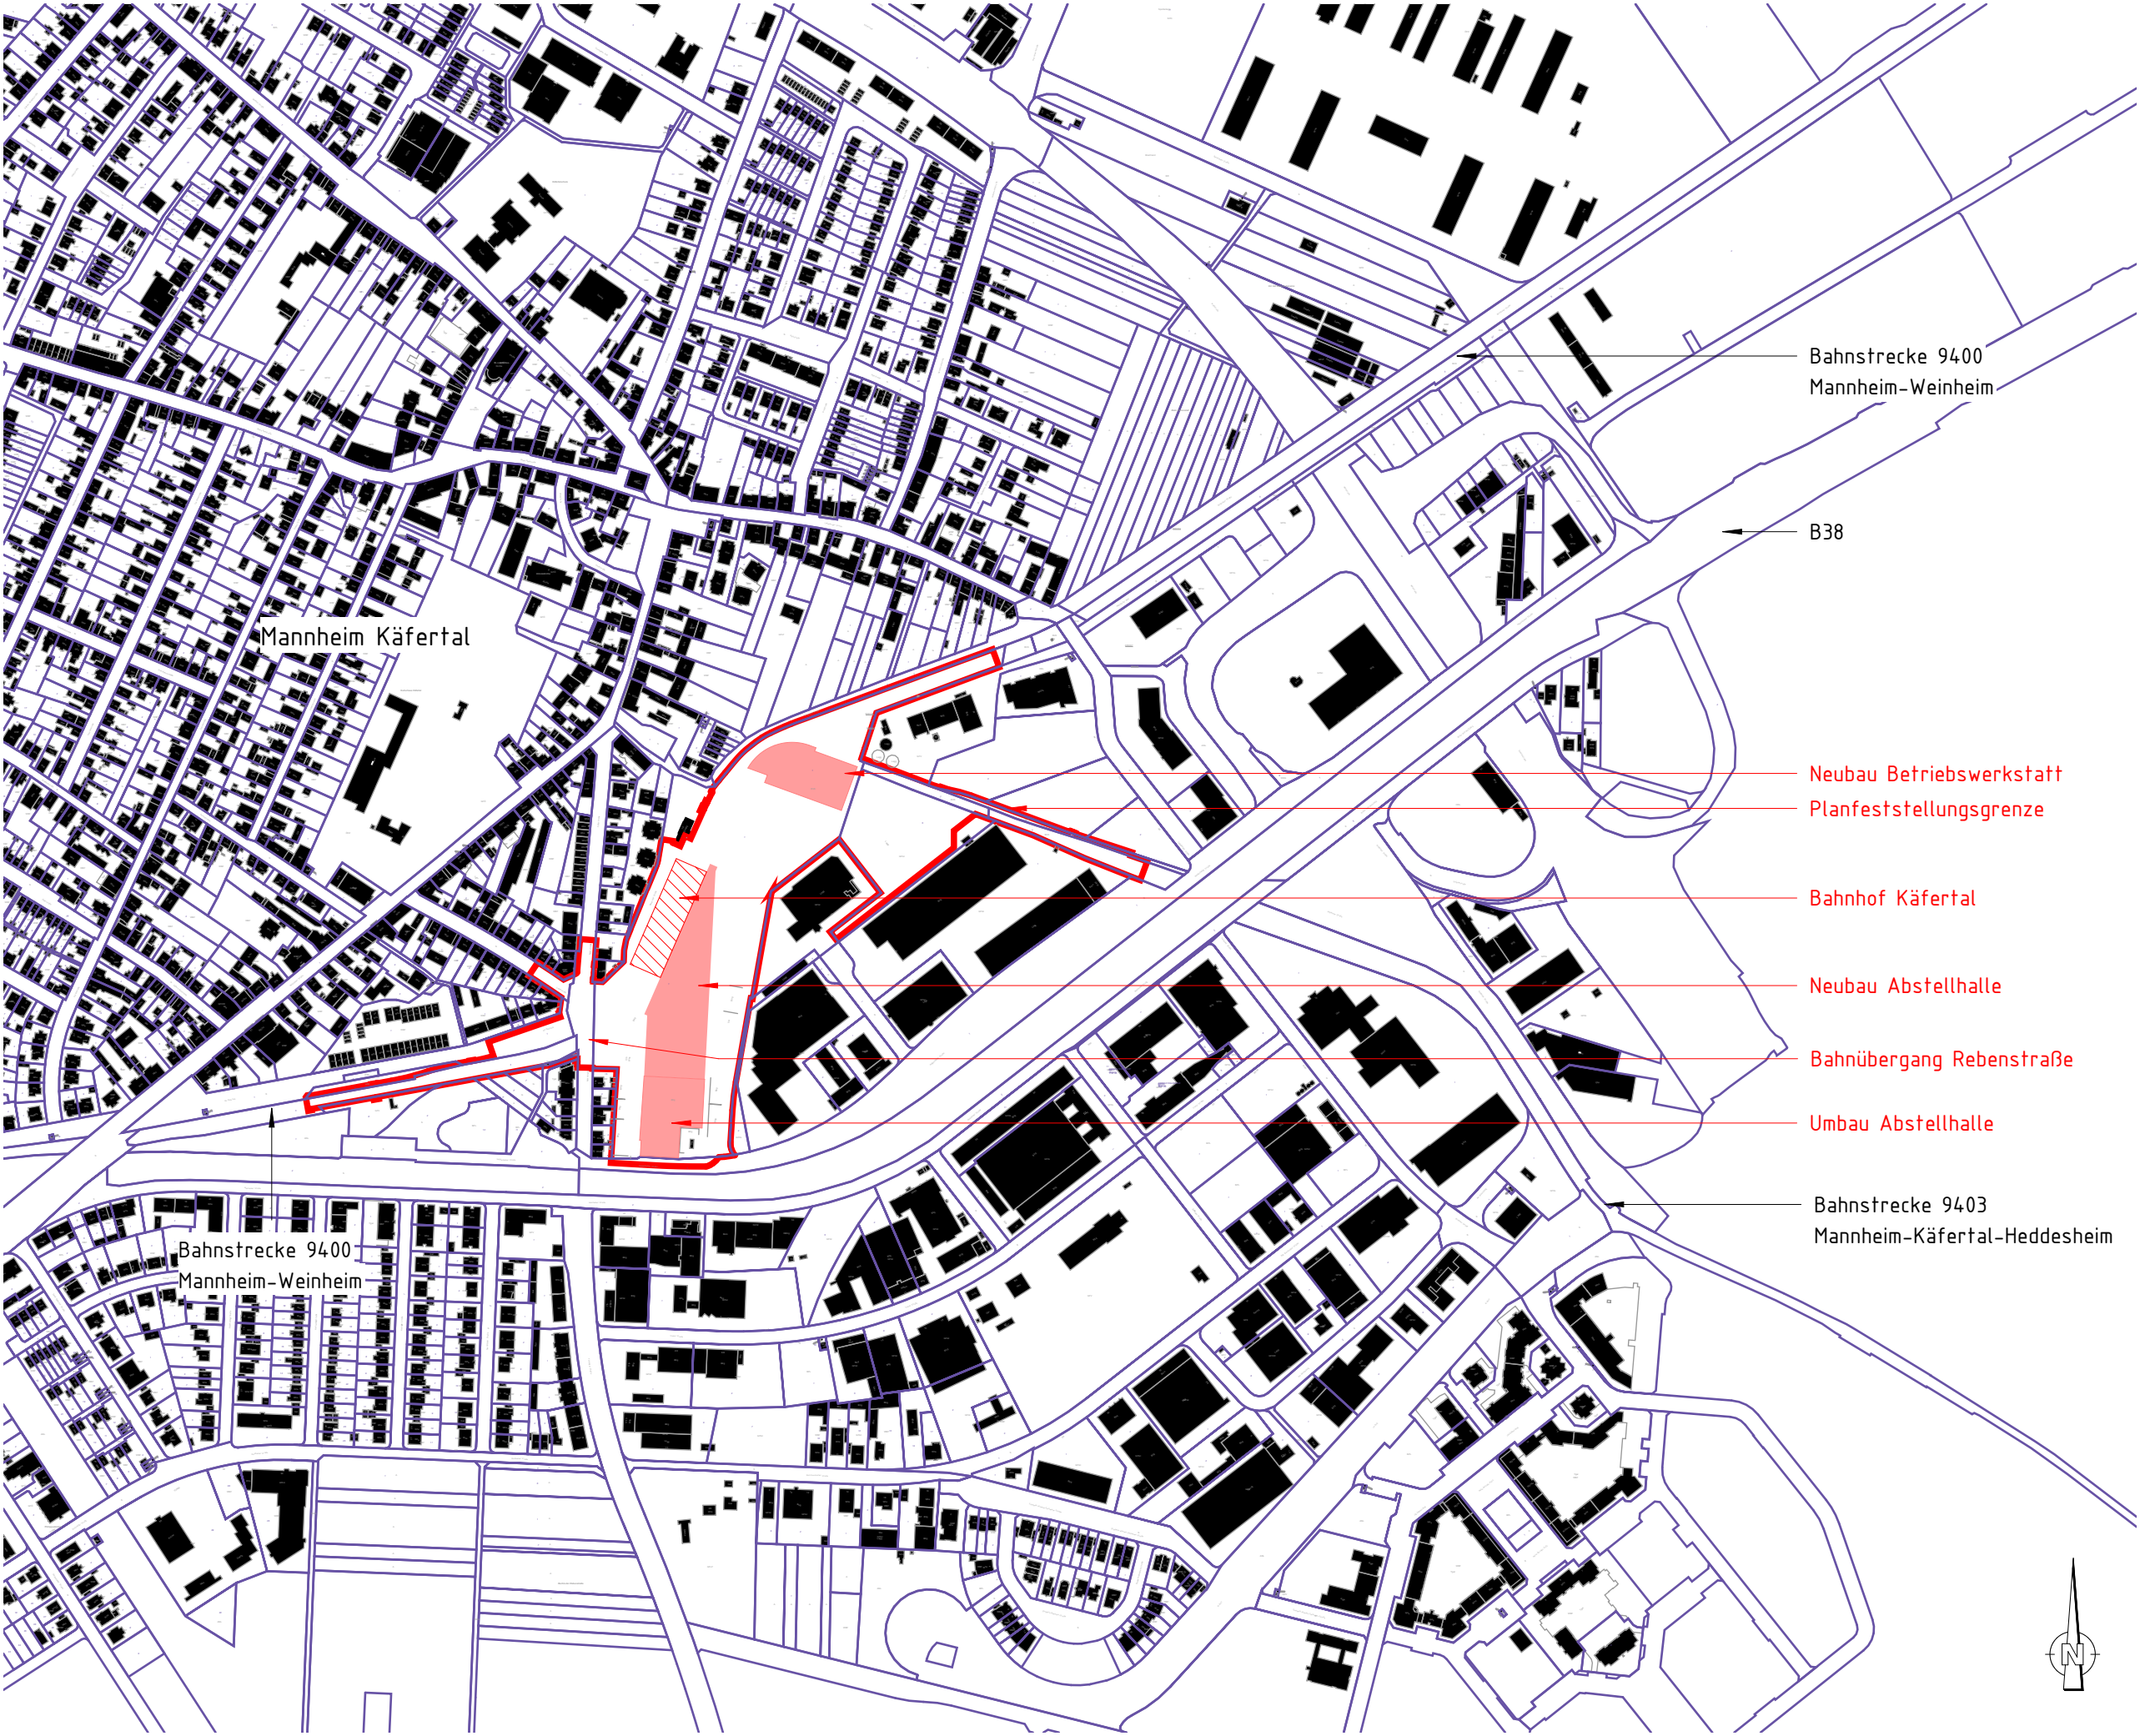 Bahnstrecke 9400
Mannheim-Weinheim
B38
Mannheim Käfertal
Neubau Betriebswerkstatt
Planfeststellungsgrenze
Bahnhof Käfertal
Neubau Abstellhalle
Bahnübergang Rebenstraße
Umbau Abstellhalle
Bahnstrecke 9403
Mannheim-Käfertal-Heddesheim
Bahnstrecke 9400
Mannheim-Weinheim
N